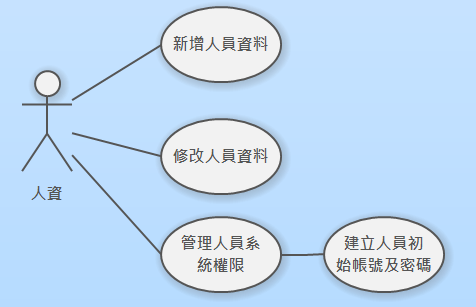 新增人員資料
修改人員資料
人資
管理人員系
統權限
建立人員初
始帳號及密碼